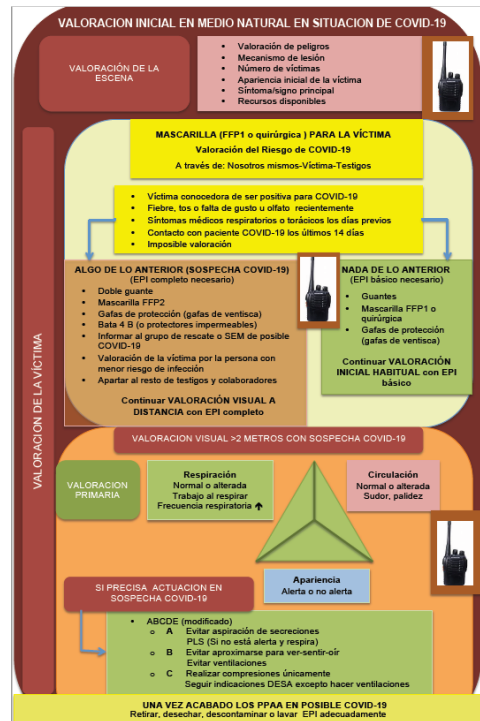 VALORACION INICIAL EN MEDIO NATURAL EN SITUACION DE COVID-19
VALORACIÓN DE LA
ESCENA
• Valoración de peligros
• Mecanismo de lesión
• Número de víctimas
• Apariencia inicial de la víctima
• Síntoma/signo principal
• Recursos disponibles
VALORACIÓN DE LA VÍCTIMA
MASCARILLA (FFP1 o quirúrgica) PARA LA VÍCTIMA
Valoración del Riesgo de COVID-19
A través de: Nosotros mismos-Víctima-Testigos
• Víctima conocedora de ser positiva para COVID-19
• Fiebre, tos o falta de gusto u olfato recientemente
• Síntomas médicos respiratorios o torácicos los días previos
• Contacto con paciente COVID-19 los últimos 14 días
• Imposible valoración
ALGO DE LO ANTERIOR (SOSPECHA COVID-19)
(EPI completo necesario)
• Doble guante
• Mascarilla FFP2
• Gafas de protección (gafas de ventisca)
• Bata 4 B (o protectores impermeables)
• Informar al grupo de rescate o SEM de posible
COVID-19
• Valoración de la víctima por la persona con
menor riesgo de infección
• Apartar al resto de testigos y colaboradores
Continuar VALORACIÓN VISUAL A
DISTANCIA con EPI completo
NADA DE LO ANTERIOR
(EPI básico necesario)
• Guantes
• Mascarilla FFP1 o
quirúrgica
• Gafas de protección
(gafas de ventisca)
Continuar VALORACIÓN
INICIAL HABITUAL con EPI
básico
VALORACION VISUAL >2 METROS CON SOSPECHA COVID-19
VALORACION
PRIMARIA
Respiración
Normal o alterada
Trabajo al respirar
Frecuencia respiratoria ↑
Circulación
Normal o alterada
Sudor, palidez
Apariencia
Alerta o no alerta
SI PRECISA ACTUACION EN
SOSPECHA COVID-19
• ABCDE (modificado)
o A Evitar aspiración de secreciones
PLS (Si no está alerta y respira)
o B Evitar aproximarse para ver-sentir-oír
Evitar ventilaciones
o C Realizar compresiones únicamente
Seguir indicaciones DESA excepto hacer ventilaciones
UNA VEZ ACABADO LOS PPAA EN POSIBLE COVID-19
Retirar, desechar, descontaminar o lavar EPI adecuadamente